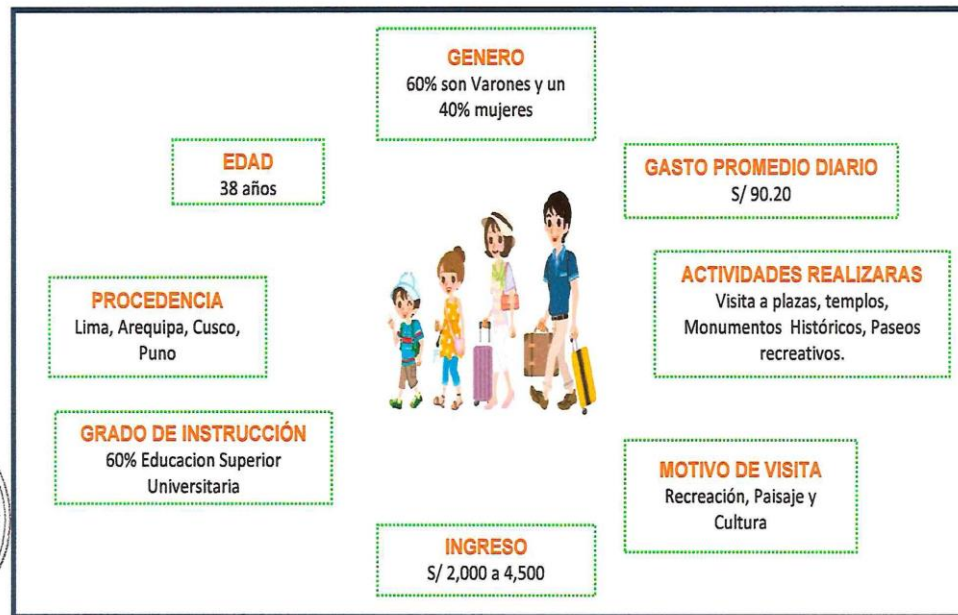 GENERO
60% son Varones y un
40% mujeres
EDAD
38 años
GASTO PROMEDIO DIARIO
S/ 90.20
PROCEDENCIA
Lima, Arequipa, Cusco,
Puno
ACTIVIDADES REALIZARAS
Visita a plazas, templos,
Monumentos Históricos, Paseos
recreativos.
GRADO DE INSTRUCCIÓN
60% Educacion Superior
Universitaria
MOTIVO DE VISITA
Recreación, Paisaje y
Cultura
INGRESO
S/ 2,000 a 4,500